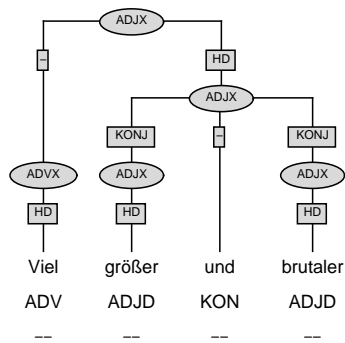 ADJX
– HD
ADJX
KONJ – KONJ
ADVX ADJX ADJX
HD HD HD
Viel größer und brutaler
ADV ADJD KON ADJD
–– –– –– ––